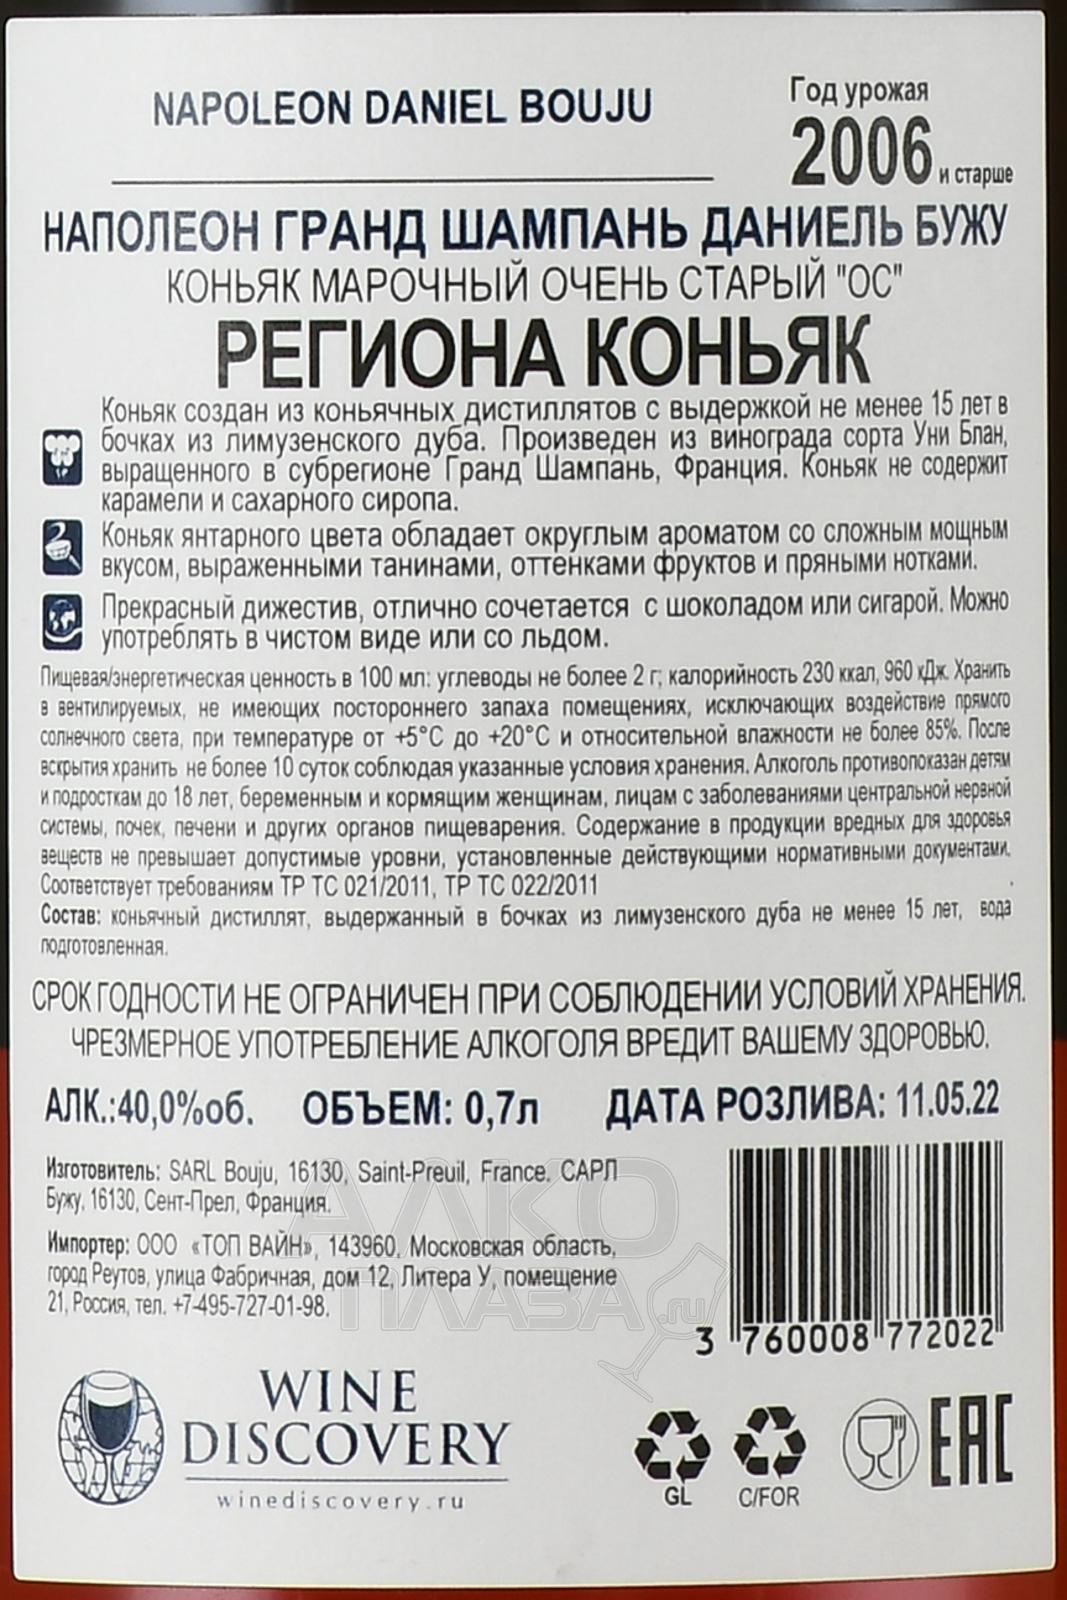 NAPOLEON DANIEL BOUJU
Год урожая
2006 и старше
НАПОЛЕОН ГРАНД ШАМПАНЬ ДАНИЕЛЬ БУЖУ
КОНЬЯК МАРОЧНЫЙ ОЧЕНЬ СТАРЫЙ "ОС"
РЕГИОНА КОНЬЯК
Коньяк создан из коньячных дистиллятов с выдержкой не менее 15 лет в
бочках из лимузенского дуба. Произведен из винограда сорта Уни Блан,
выращенного в субрегионе Гранд Шампань, Франция. Коньяк не содержит
карамели и сахарного сиропа.
Коньяк янтарного цвета обладает округлым ароматом со сложным мощным
вкусом, выраженными танинами, оттенками фруктов и пряными нотками.
Прекрасный дижестив, отлично сочетается с шоколадом или сигарой. Можно
употреблять в чистом виде или со льдом.
Пищевая/энергетическая ценность в 100 мл: углеводы не более 2 г; калорийность 230 ккал, 960 кДж. Хранить
в вентилируемых, не имеющих постороннего запаха помещениях, исключающих воздействие прямого
солнечного света, при температуре от +5°С до +20°С и относительной влажности не более 85%. После
вскрытия хранить не более 10 суток соблюдая указанные условия хранения. Алкоголь противопоказан детям
и подросткам до 18 лет, беременным и кормящим женщинам, лицам с заболеваниями центральной нервной
системы, почек, печени и других органов пищеварения. Содержание в продукции вредных для здоровья
веществ не превышает допустимые уровни, установленные действующими нормативными документами.
Соответствует требованиям ТР ТС 021/2011, ТР ТС 022/2011
Состав: коньячный дистиллят, выдержанный в бочках из лимузенского дуба не менее 15 лет, вода
подготовленная.
СРОК ГОДНОСТИ НЕ ОГРАНИЧЕН ПРИ СОБЛЮДЕНИИ УСЛОВИЙ ХРАНЕНИЯ.
ЧРЕЗМЕРНОЕ УПОТРЕБЛЕНИЕ АЛКОГОЛЯ ВРЕДИТ ВАШЕМУ ЗДОРОВЬЮ.
АЛК.:40,0%об. ОБЪЕМ: 0,7л ДАТА РОЗЛИВА: 11.05.22
Изготовитель: SARL Bouju, 16130, Saint-Preuil, France. САРЛ
Бужу, 16130, Сент-Прел, Франция.
Импортер: ООО «ТОП ВАЙН», 143960, Московская область,
город Реутов, улица Фабричная, дом 12, Литера У, помещение
21, Россия, тел. +7-495-727-01-98.
АЛКО
ПЛАЗА.ru
3 760008 772022
WINE
DISCOVERY
winediscovery.ru
GL
C/FOR
EAC